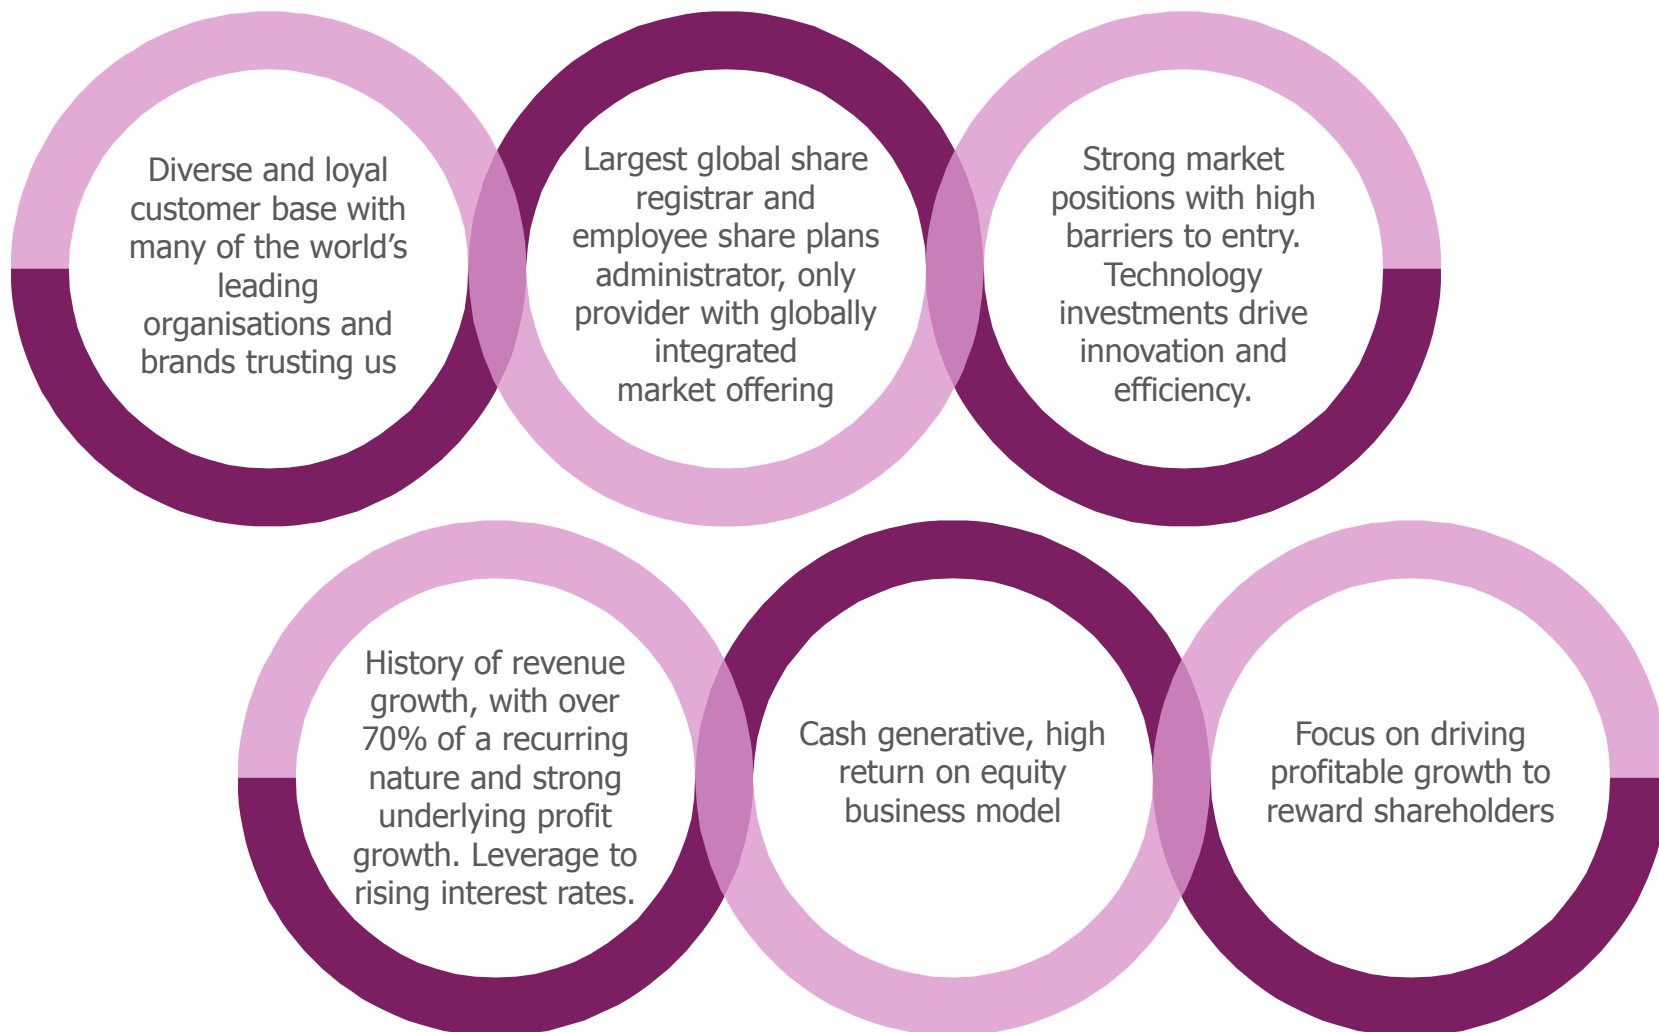 Diverse and loyal
customer base with
many of the world’s
leading
organisations and
brands trusting us
Largest global share
registrar and
employee share plans
administrator, only
provider with globally
integrated
market offering
Strong market
positions with high
barriers to entry.
Technology
investments drive
innovation and
efficiency.
History of revenue
growth, with over
70% of a recurring
nature and strong
underlying profit
growth. Leverage to
rising interest rates.
Cash generative, high
return on equity
business model
Focus on driving
profitable growth to
reward shareholders